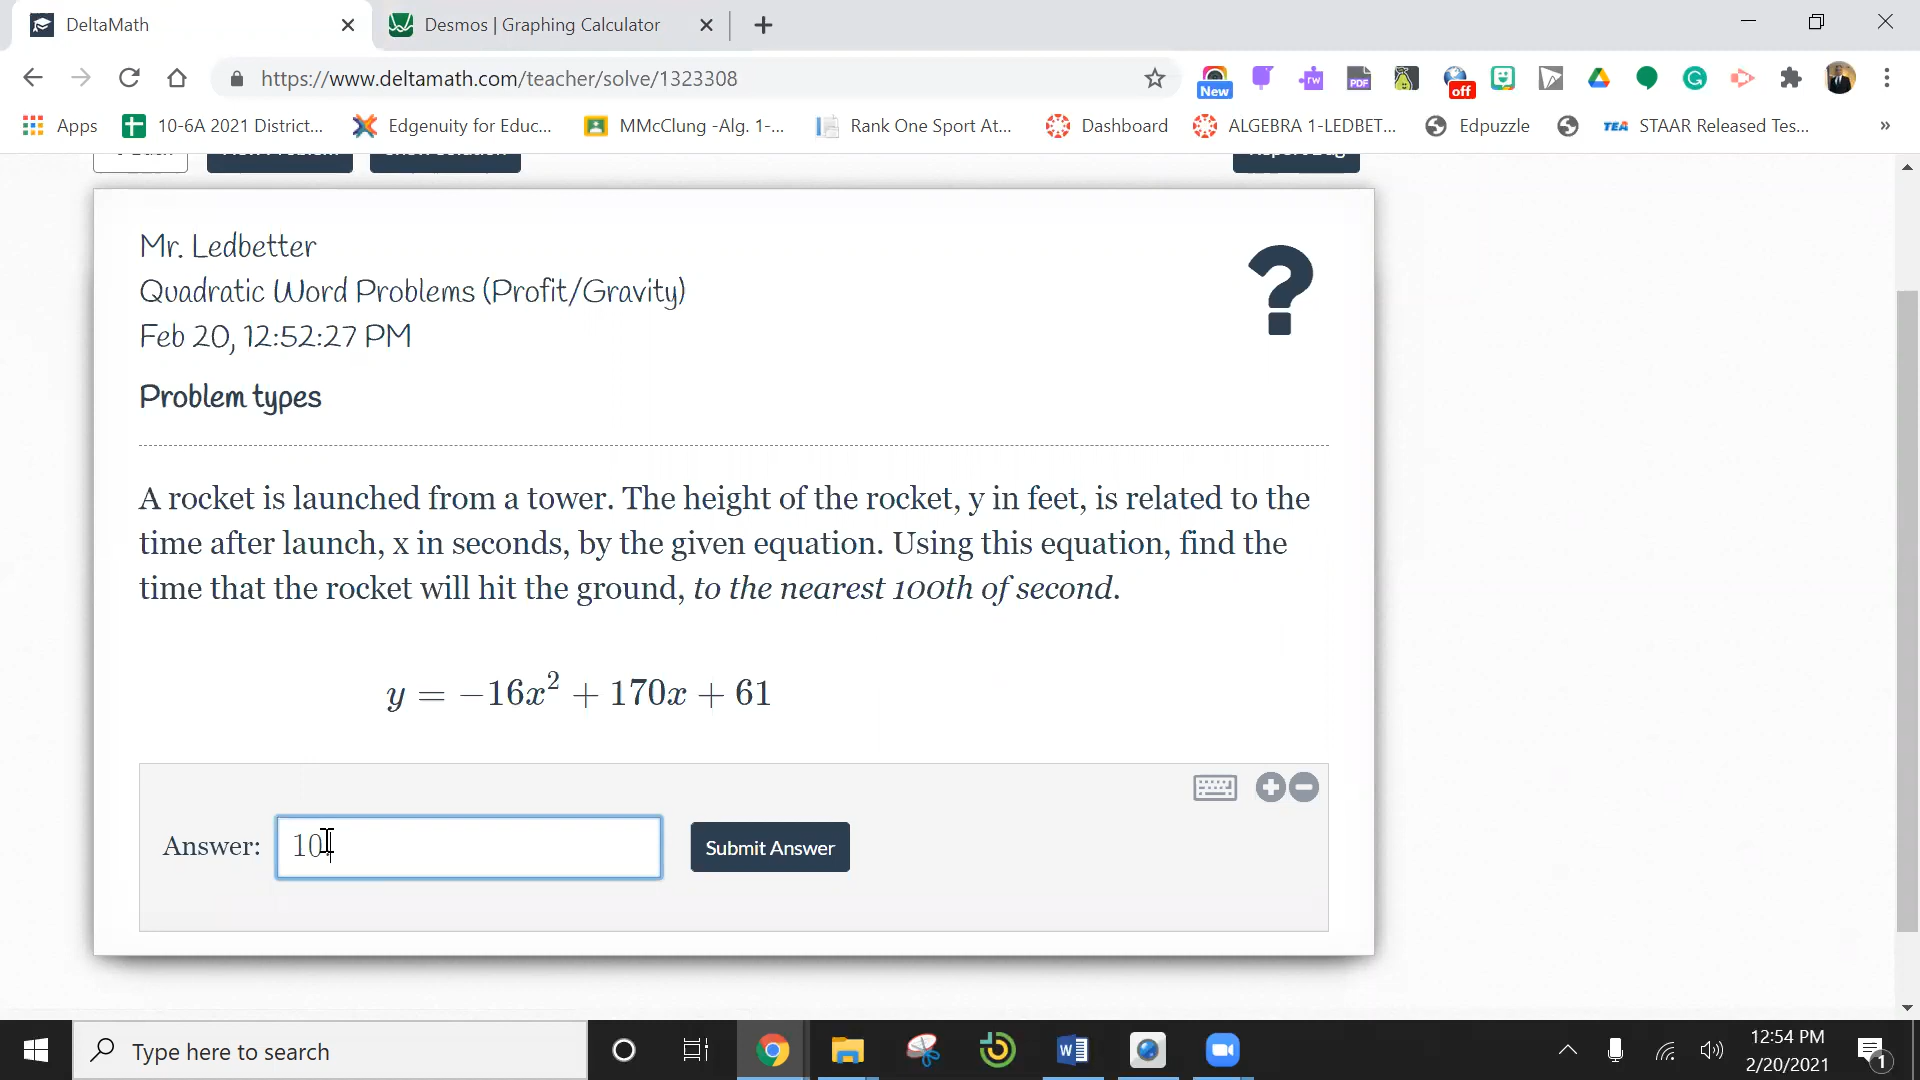 DeltaMath
Desmos | Graphing Calculator
https://www.deltamath.com/teacher/solve/1323308
New
rw
PDF
off
G
Apps
10-6A 2021 District...
Edgenuity for Educ...
MMcClung -Alg. 1-...
Rank One Sport At...
Dashboard
ALGEBRA 1-LEDBET...
Edpuzzle
TEA
STAAR Released Tes...
»
Mr. Ledbetter
Quadratic Word Problems (Profit/Gravity)
Feb 20, 12:52:27 PM
?
Problem types
A rocket is launched from a tower. The height of the rocket, y in feet, is related to the
time after launch, x in seconds, by the given equation. Using this equation, find the
time that the rocket will hit the ground, to the nearest 100th of second.
y = −16x² + 170x + 61
Answer:
10.
Submit Answer
Type here to search
12:54 PM
2/20/2021
1